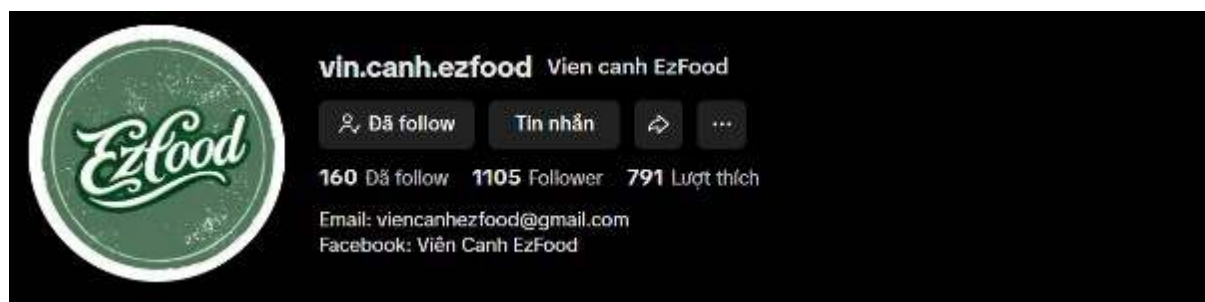 EzFood
vin.canh.ezfood Vien canh EzFood
Đã follow Tin nhắn
160 Đã follow 1105 Follower 791 Lượt thích
Email: viencanhezfood@gmail.com
Facebook: Viên Canh EzFood